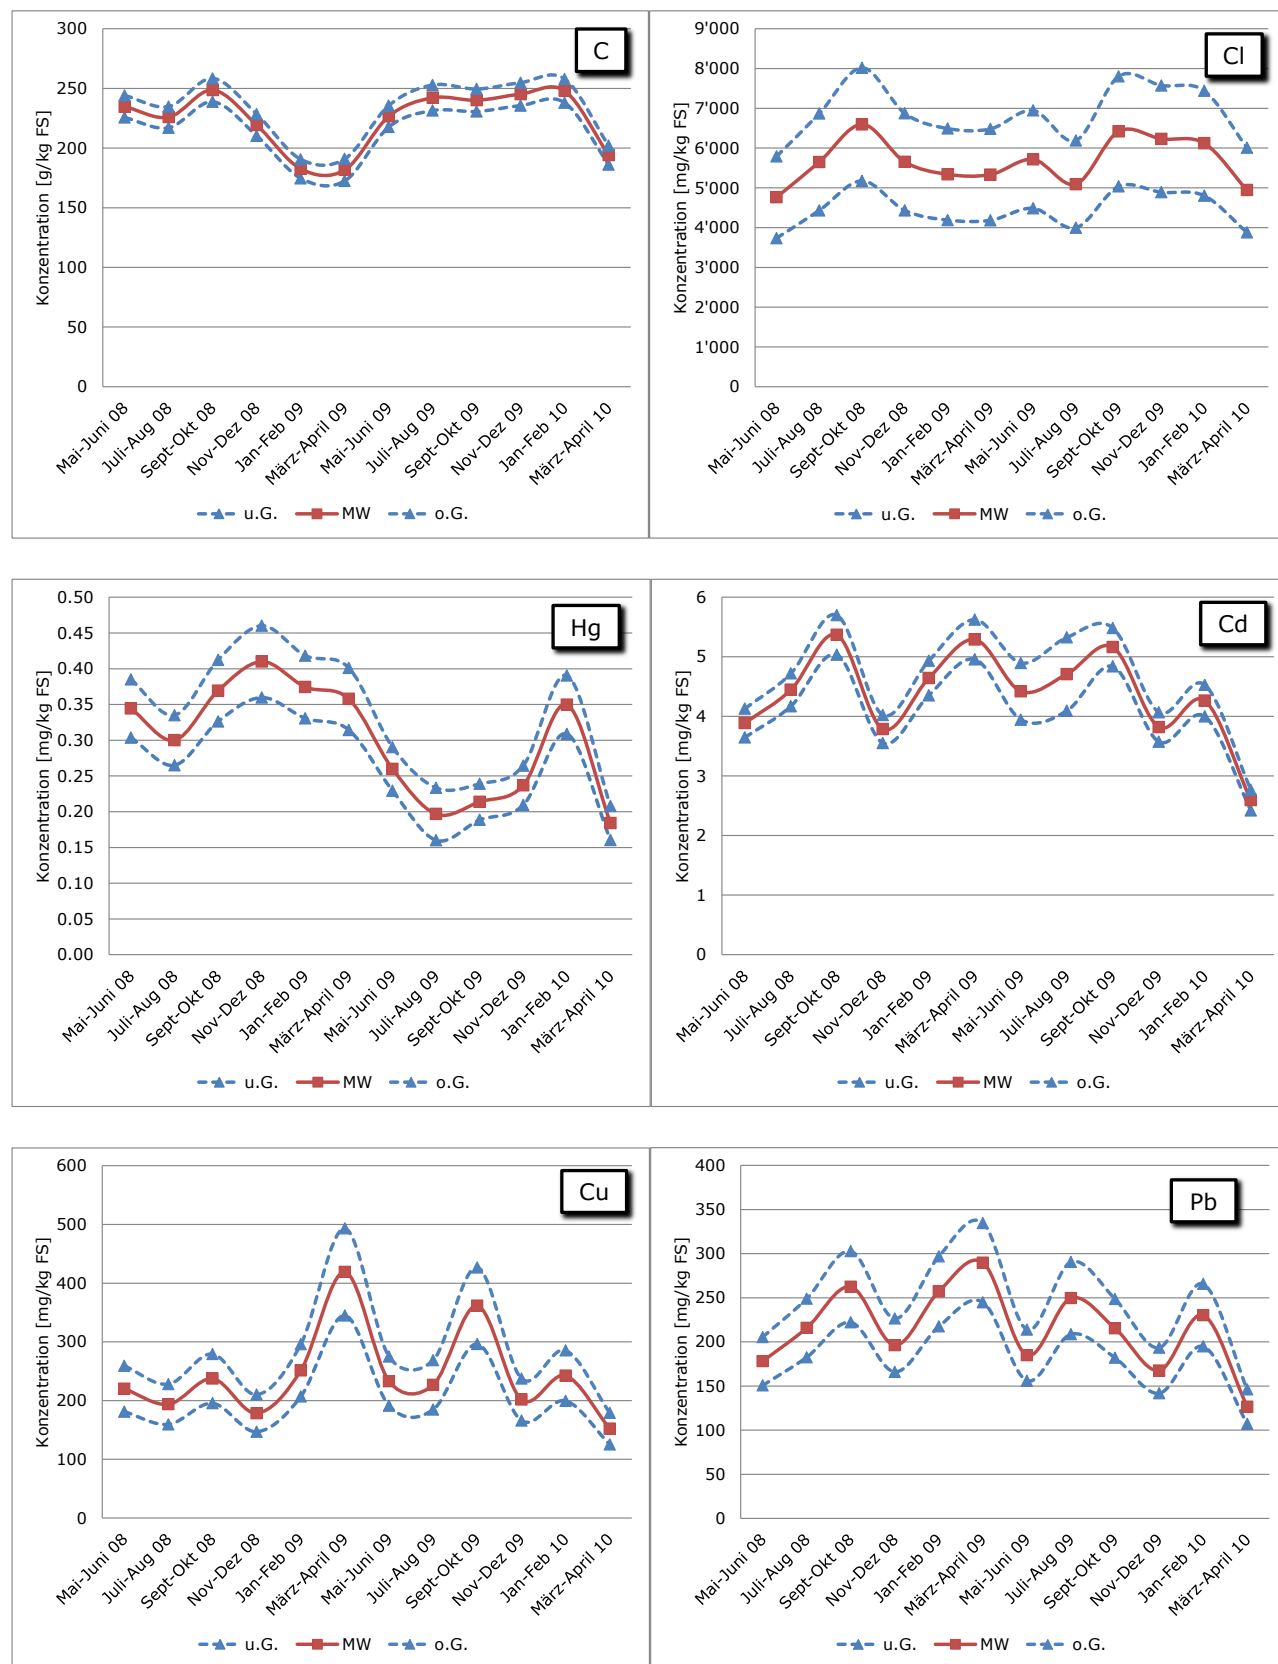 C
Konzentration [g/kg FS]
300
250
200
150
100
50
0
Mai-Juni 08
Juli-Aug 08
Sept-Okt 08
Nov-Dez 08
Jan-Feb 09
März-April 09
Mai-Juni 09
Juli-Aug 09
Sept-Okt 09
Nov-Dez 09
Jan-Feb 10
März-April 10
u.G. MW o.G.
Cl
Konzentration [mg/kg FS]
9'000
8'000
7'000
6'000
5'000
4'000
3'000
2'000
1'000
0
Mai-Juni 08
Juli-Aug 08
Sept-Okt 08
Nov-Dez 08
Jan-Feb 09
März-April 09
Mai-Juni 09
Juli-Aug 09
Sept-Okt 09
Nov-Dez 09
Jan-Feb 10
März-April 10
u.G. MW o.G.
Hg
Konzentration [mg/kg FS]
0.50
0.45
0.40
0.35
0.30
0.25
0.20
0.15
0.10
0.05
0.00
Mai-Juni 08
Juli-Aug 08
Sept-Okt 08
Nov-Dez 08
Jan-Feb 09
März-April 09
Mai-Juni 09
Juli-Aug 09
Sept-Okt 09
Nov-Dez 09
Jan-Feb 10
März-April 10
u.G. MW o.G.
Cd
Konzentration [mg/kg FS]
6
5
4
3
2
1
0
Mai-Juni 08
Juli-Aug 08
Sept-Okt 08
Nov-Dez 08
Jan-Feb 09
März-April 09
Mai-Juni 09
Juli-Aug 09
Sept-Okt 09
Nov-Dez 09
Jan-Feb 10
März-April 10
u.G. MW o.G.
Cu
Konzentration [mg/kg FS]
600
500
400
300
200
100
0
Mai-Juni 08
Juli-Aug 08
Sept-Okt 08
Nov-Dez 08
Jan-Feb 09
März-April 09
Mai-Juni 09
Juli-Aug 09
Sept-Okt 09
Nov-Dez 09
Jan-Feb 10
März-April 10
u.G. MW o.G.
Pb
Konzentration [mg/kg FS]
400
350
300
250
200
150
100
50
0
Mai-Juni 08
Juli-Aug 08
Sept-Okt 08
Nov-Dez 08
Jan-Feb 09
März-April 09
Mai-Juni 09
Juli-Aug 09
Sept-Okt 09
Nov-Dez 09
Jan-Feb 10
März-April 10
u.G. MW o.G.